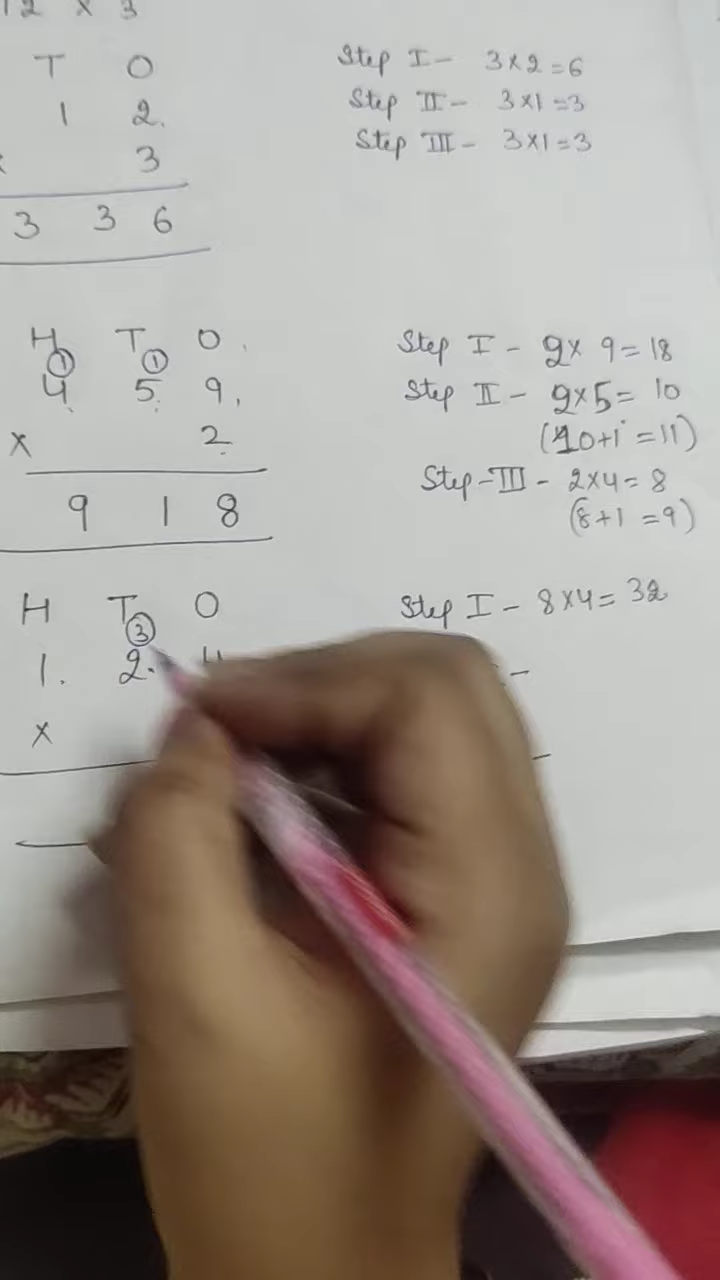 12 x 3
T O
1 2.
3
3 3 6
Step I - 3x2=6
Step II - 3x1=3
Step III - 3x1=3
H T O
1 1
4 5 9
x 2
9 1 8
Step I - 2x 9=18
Step II - 2x5= 10
(10+1 =11)
Step-III - 2x4= 8
(8+1 =9)
H T O
3
1. 2.
x
Step I - 8x4= 32